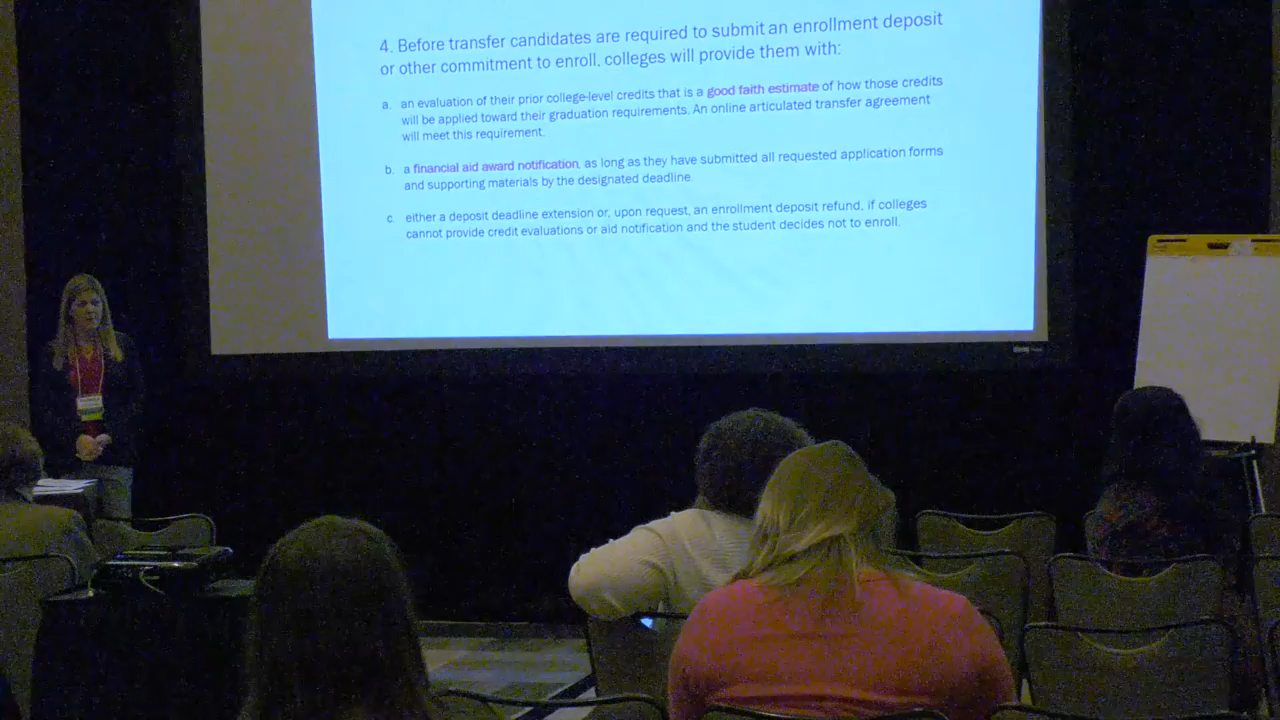 4. Before transfer candidates are required to submit an enrollment deposit
or other commitment to enroll, colleges will provide them with:
a. an evaluation of their prior college-level credits that is a good faith estimate of how those credits
will be applied toward their graduation requirements. An online articulated transfer agreement
will meet this requirement.
b. a financial aid award notification, as long as they have submitted all requested application forms
and supporting materials by the designated deadline.
c. either a deposit deadline extension or, upon request, an enrollment deposit refund, if colleges
cannot provide credit evaluations or aid notification and the student decides not to enroll.